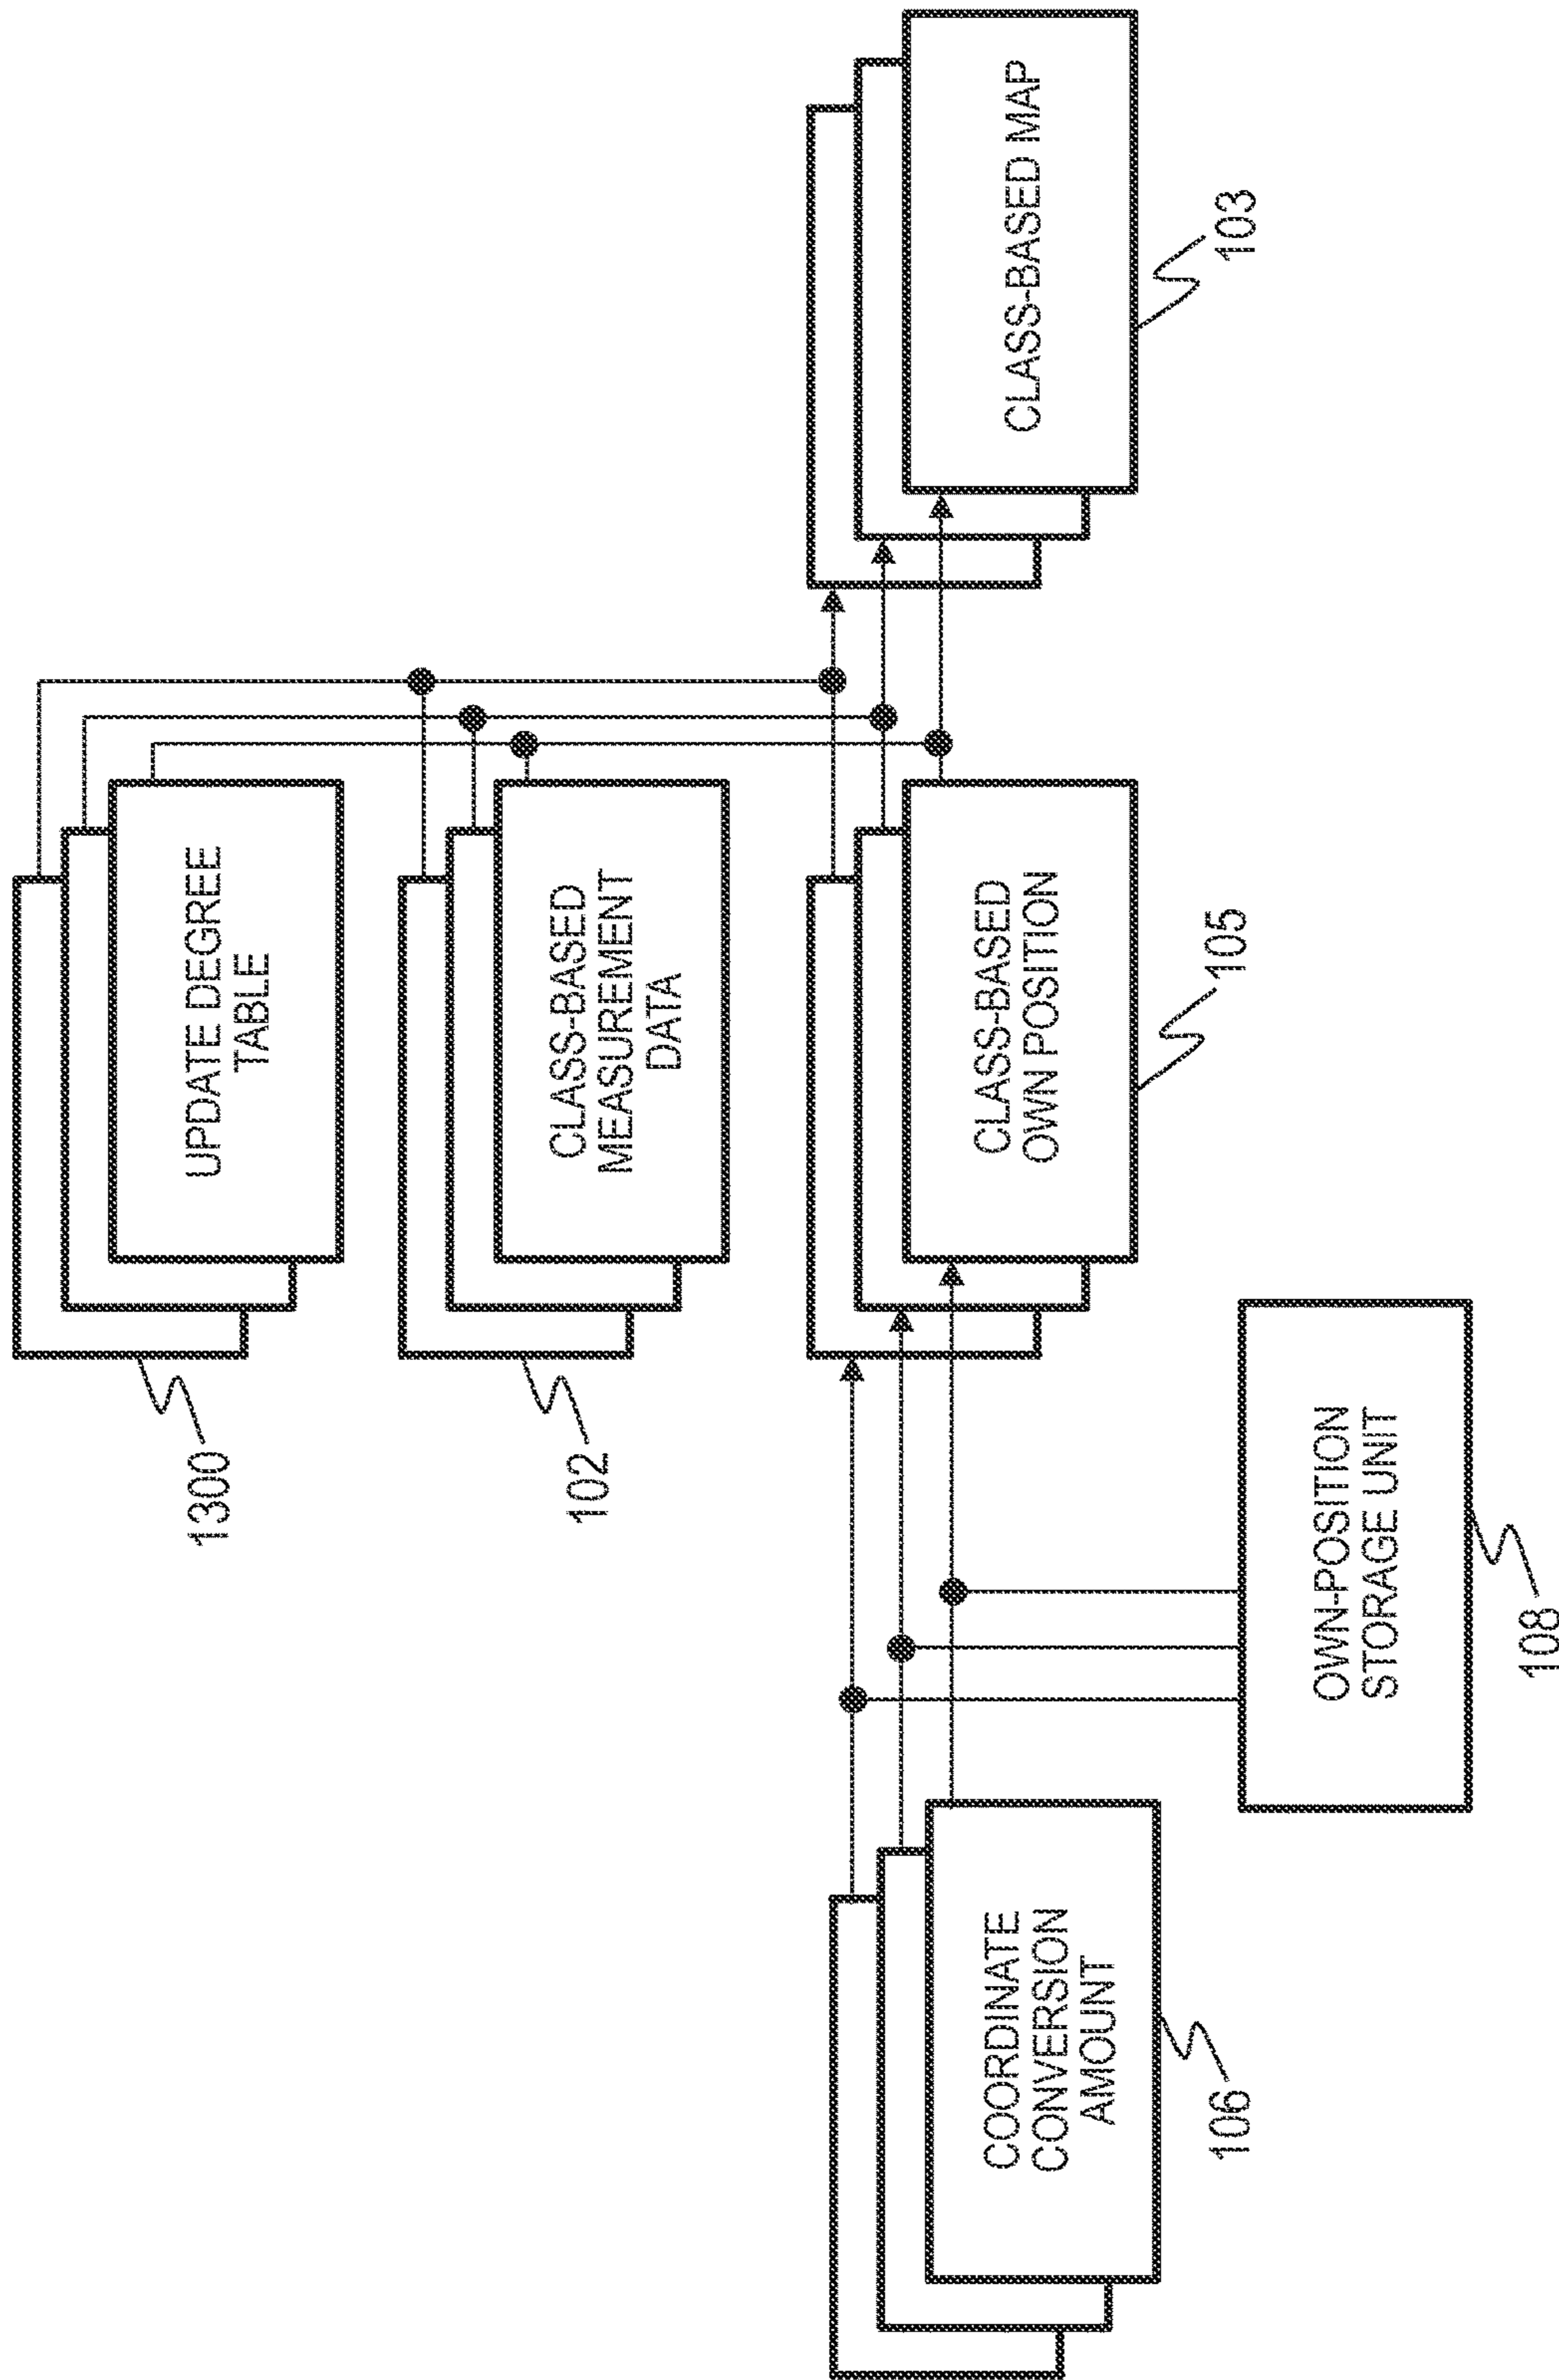 1300
UPDATE DEGREE
TABLE
102
CLASS-BASED
MEASUREMENT
DATA
106
COORDINATE
CONVERSION
AMOUNT
105
CLASS-BASED
OWN POSITION
103
CLASS-BASED MAP
108
OWN-POSITION
STORAGE UNIT